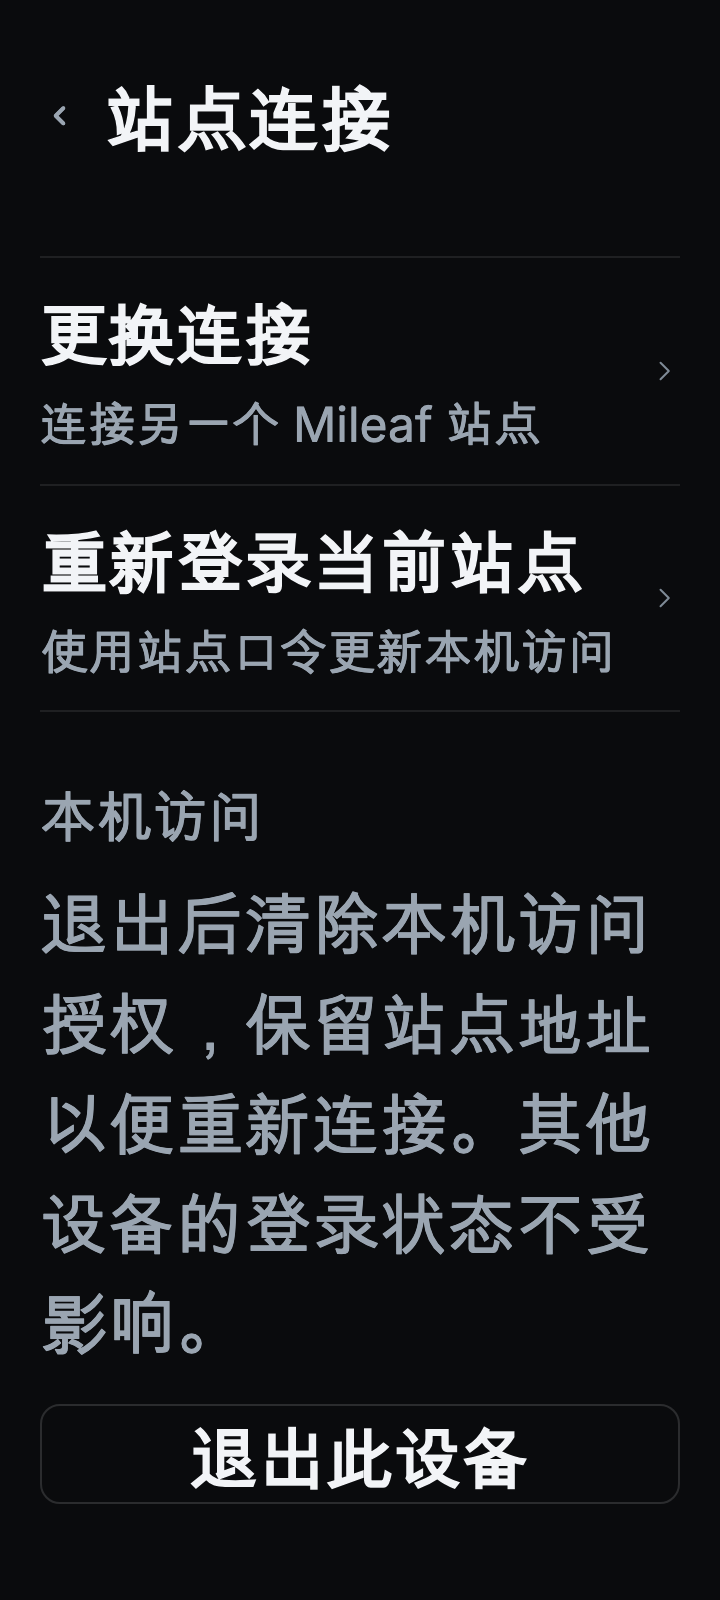 站点连接
更换连接
连接另一个 Mileaf 站点
重新登录当前站点
使用站点口令更新本机访问
本机访问
退出后清除本机访问
授权，保留站点地址
以便重新连接。其他
设备的登录状态不受
影响。
退出此设备